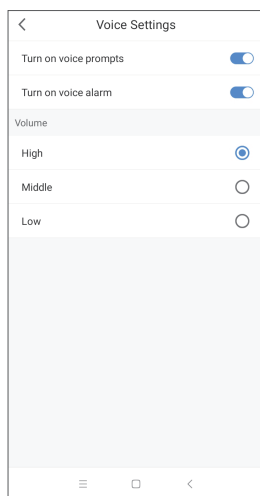 Voice Settings
Turn on voice prompts
Turn on voice alarm
Volume
High
Middle
Low